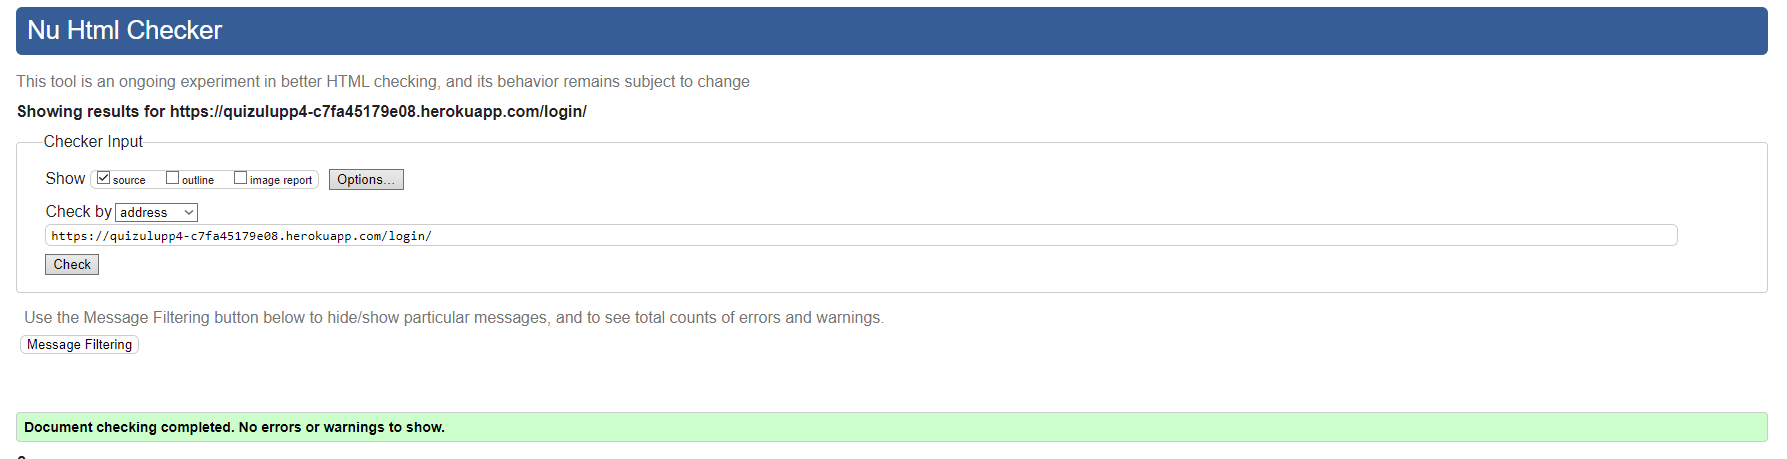 Nu Html Checker
This tool is an ongoing experiment in better HTML checking, and its behavior remains subject to change
Showing results for https://quizulupp4-c7fa45179e08.herokuapp.com/login/
Checker Input
Show source outline image report Options...
Check by address
https://quizulupp4-c7fa45179e08.herokuapp.com/login/
Check
Use the Message Filtering button below to hide/show particular messages, and to see total counts of errors and warnings.
Message Filtering
Document checking completed. No errors or warnings to show.